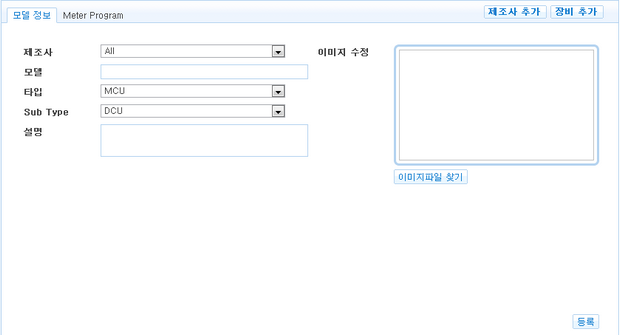 모델 정보 Meter Program 제조사 추가 장비 추가
제조사 All 이미지 수정
모델
타입 MCU
Sub Type DCU
설명
이미지파일 찾기
등록